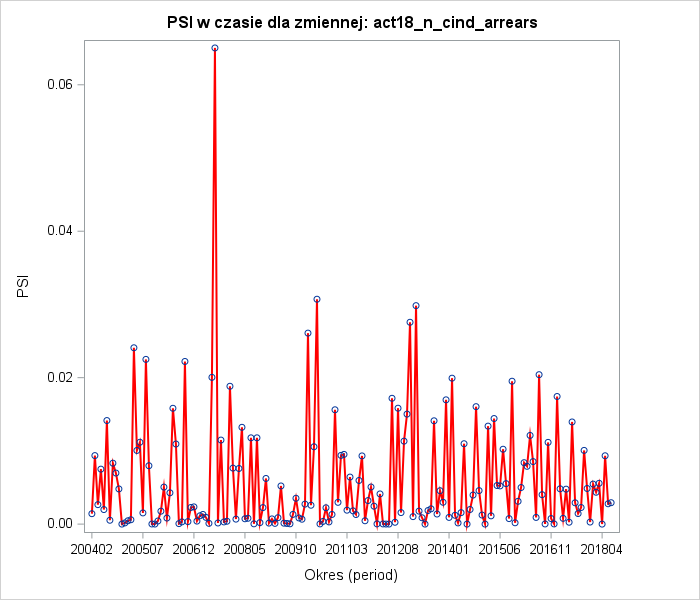 PSI w czasie dla zmiennej: act18_n_cind_arrears
0.06
0.04
0.02
0.00
PSI
200402 200507 200612 200805 200910 201103 201208 201401 201506 201611 201804
Okres (period)